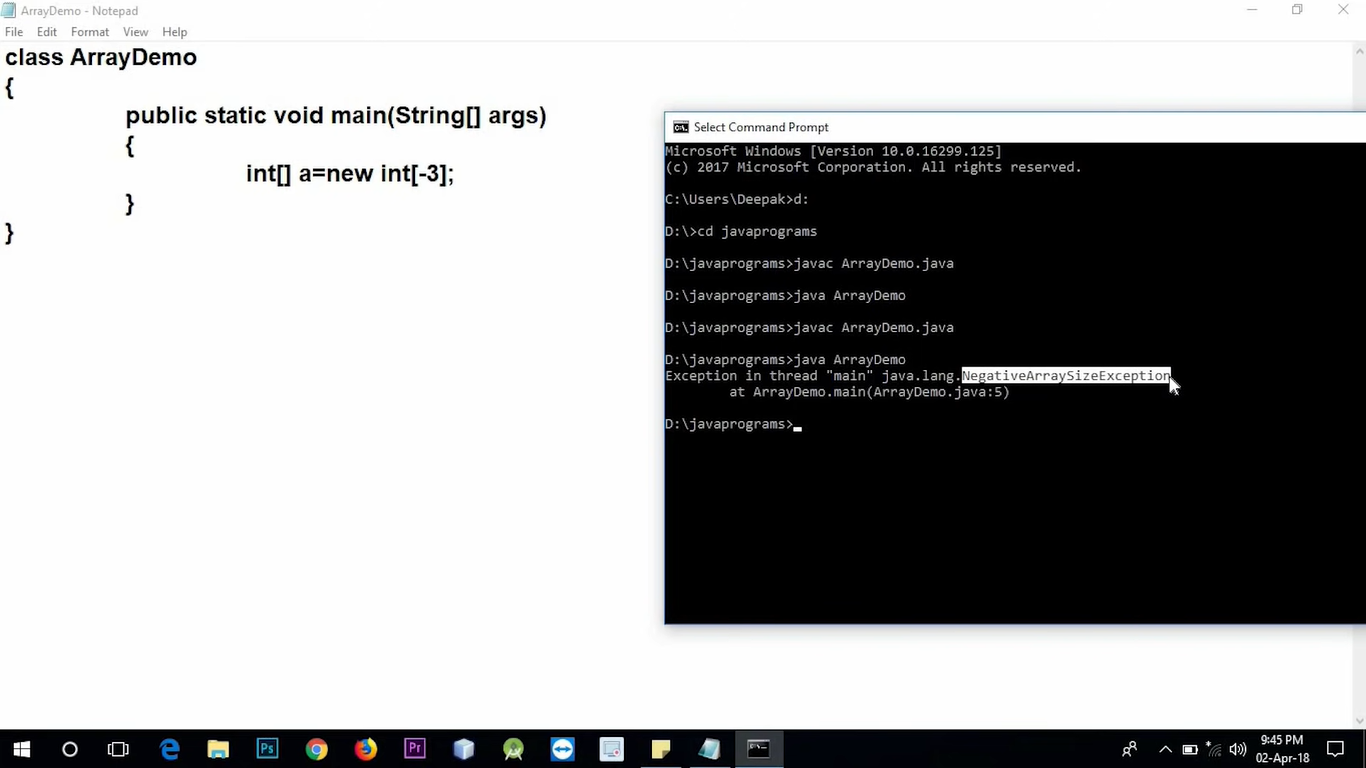 ArrayDemo - Notepad
File Edit Format View Help
class ArrayDemo
{
public static void main(String[] args)
{
int[] a=new int[-3];
}
}
Select Command Prompt
Microsoft Windows [Version 10.0.16299.125]
(c) 2017 Microsoft Corporation. All rights reserved.
C:\Users\Deepak>d:
D:\>cd javaprograms
D:\javaprograms>javac ArrayDemo.java
D:\javaprograms>java ArrayDemo
D:\javaprograms>javac ArrayDemo.java
D:\javaprograms>java ArrayDemo
Exception in thread "main" java.lang.NegativeArraySizeException
at ArrayDemo.main(ArrayDemo.java:5)
D:\javaprograms>
Ps
Pr
9:45 PM
02-Apr-18